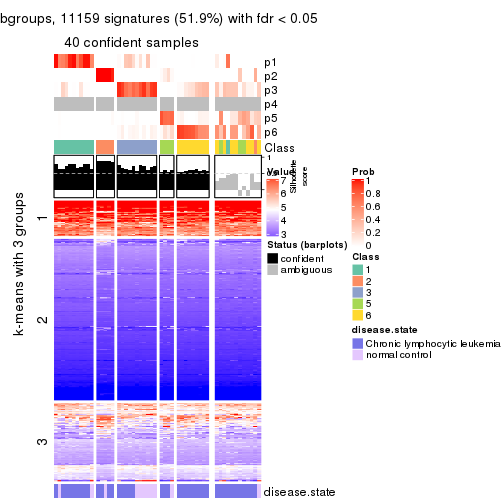 bgroups, 11159 signatures (51.9%) with fdr < 0.05
40 confident samples
p1
p2
p3
p4
p5
p6
Class
1
0.5
Silhouette
score
Value
7
6
5
4
3
Status (barplots)
confident
ambiguous
Prob
1
0.8
0.6
0.4
0.2
0
Class
1
2
3
5
6
disease.state
Chronic lymphocytic leukemia
normal control
k-means with 3 groups
1
2
3
disease.state